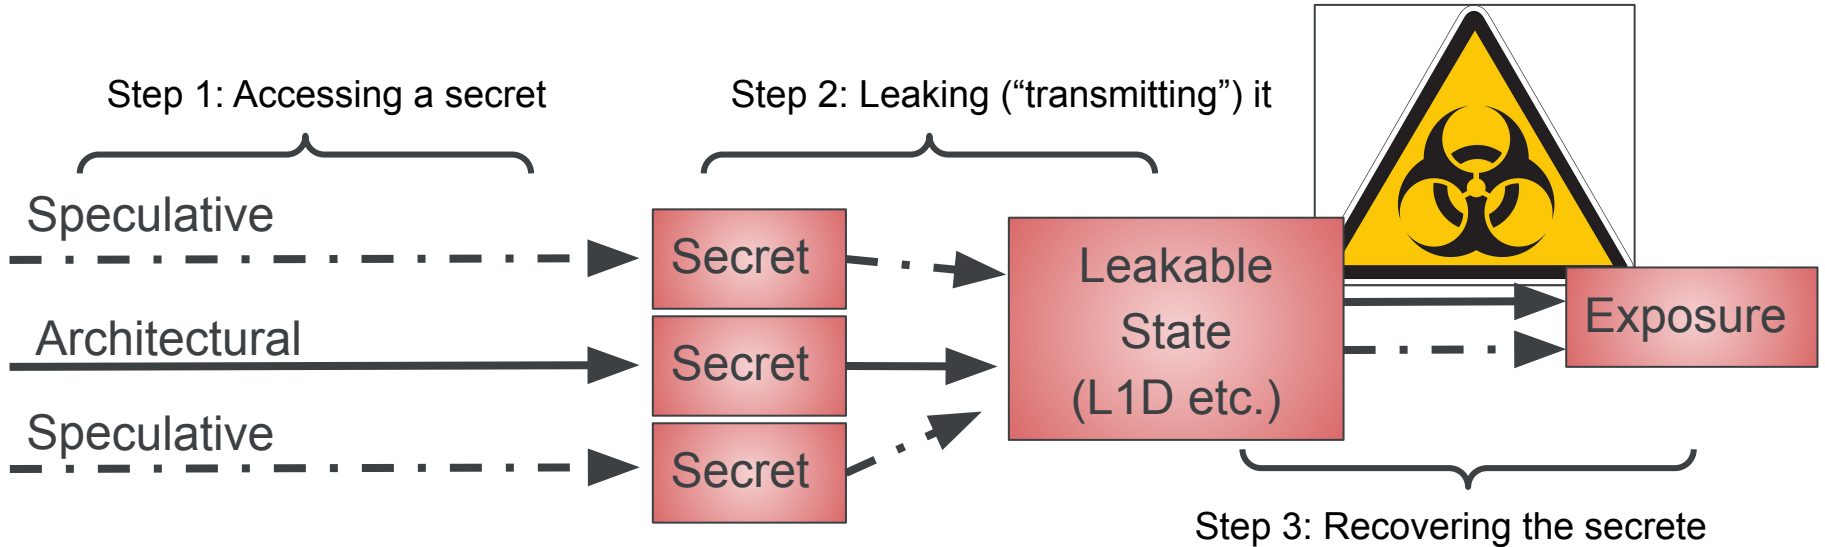 Step 1: Accessing a secret
Step 2: Leaking (“transmitting”) it
Speculative
Secret
Architectural
Secret
Speculative
Secret
Leakable
State
(L1D etc.)
Exposure
Step 3: Recovering the secrete